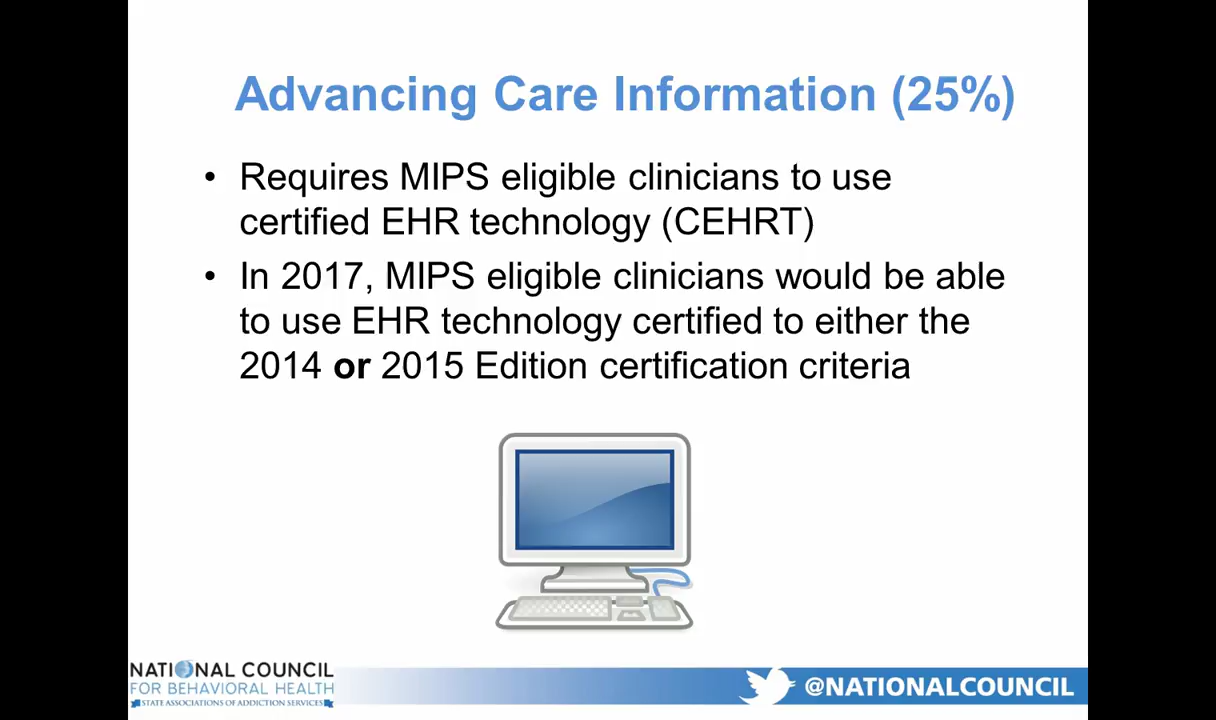 Advancing Care Information (25%)
• Requires MIPS eligible clinicians to use
certified EHR technology (CEHRT)
• In 2017, MIPS eligible clinicians would be able
to use EHR technology certified to either the
2014 or 2015 Edition certification criteria
NATIONAL COUNCIL
FOR BEHAVIORAL HEALTH
STATE ASSOCIATIONS OF ADDICTION SERVICES
@NATIONALCOUNCIL